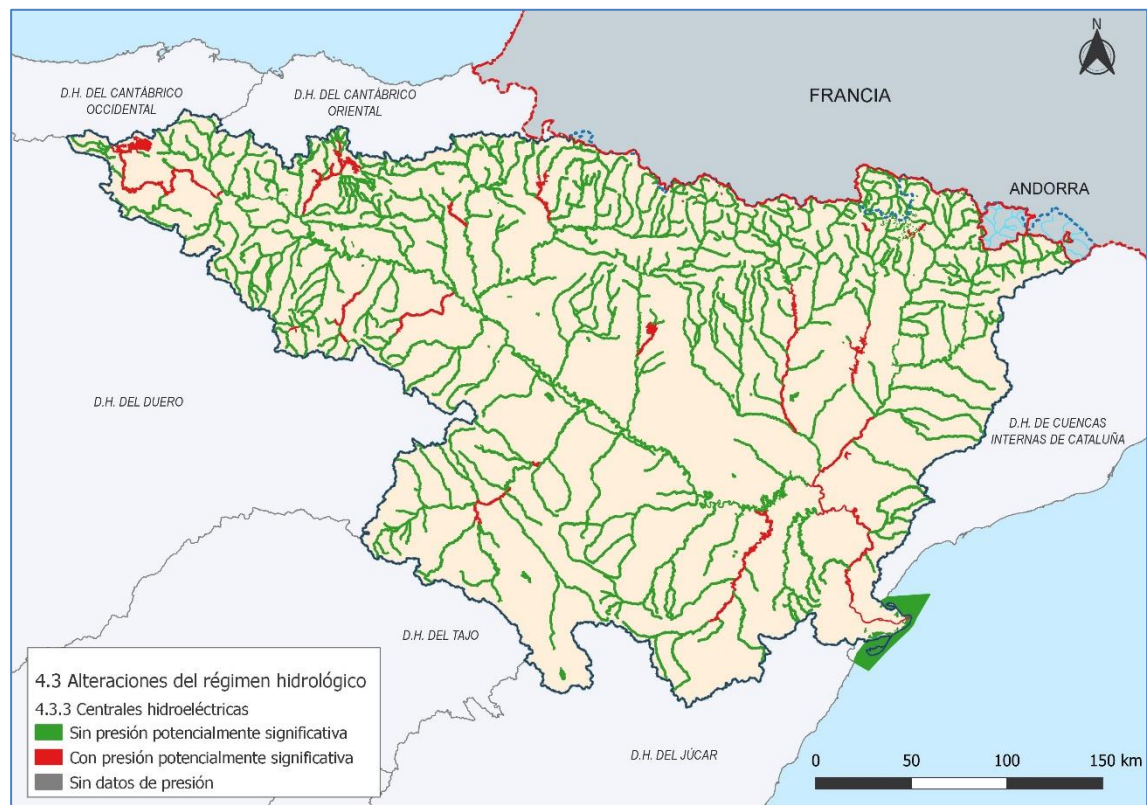 N
D.H. DEL CANTÁBRICO
OCCIDENTAL
D.H. DEL CANTÁBRICO
ORIENTAL
FRANCIA
ANDORRA
D.H. DEL DUERO
D.H. DE CUENCAS
INTERNAS DE CATALUÑA
D.H. DEL TAJO
D.H. DEL JÚCAR
4.3 Alteraciones del régimen hidrológico
4.3.3 Centrales hidroeléctricas
Sin presión potencialmente significativa
Con presión potencialmente significativa
Sin datos de presión
0 50 100 150 km